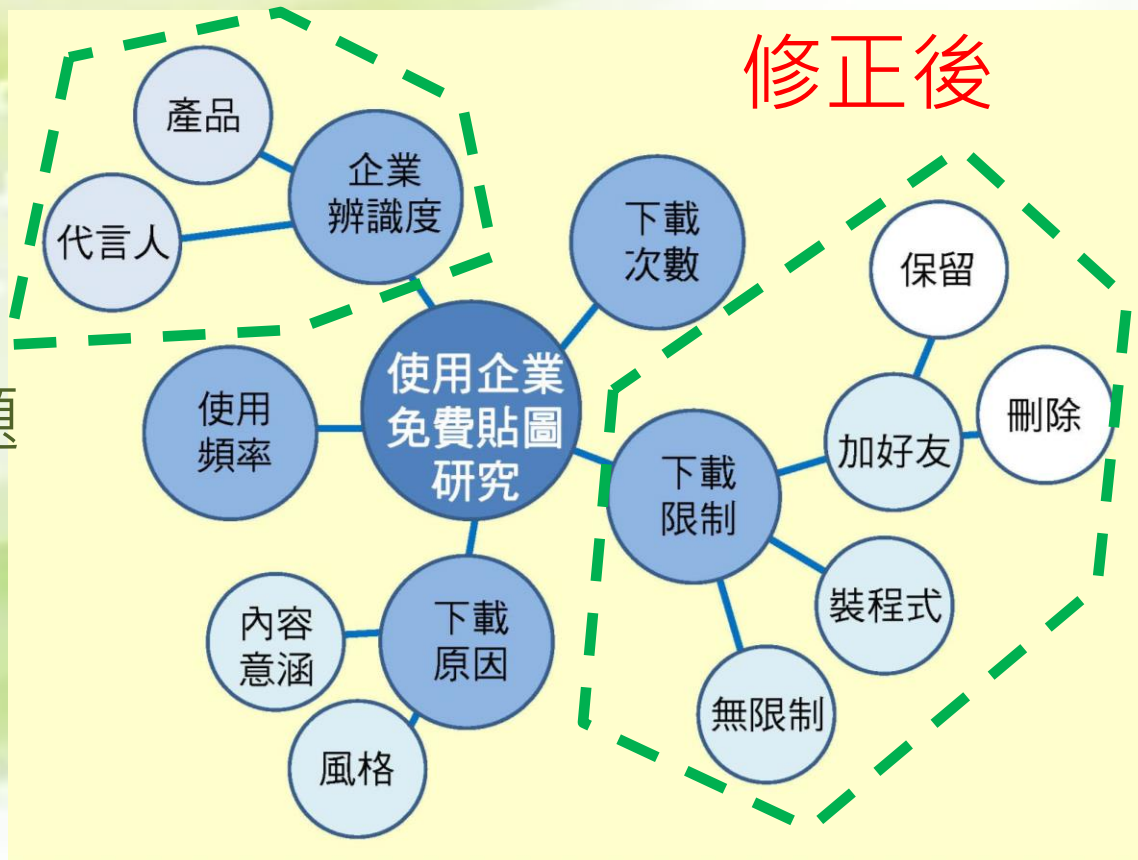 修正後
產品
代言人
企業
辨識度
下載
次數
保留
刪除
加好友
使用企業
免費貼圖
研究
使用
頻率
題
下載
限制
裝程式
無限制
下載
原因
內容
意涵
風格